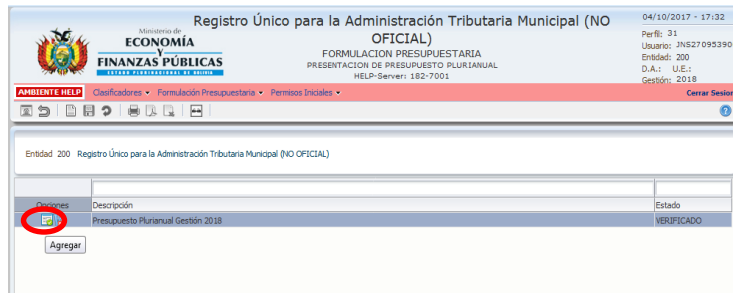 Registro Único para la Administración Tributaria Municipal (NO
OFICIAL)
FORMULACION PRESUPUESTARIA
PRESENTACION DE PRESUPUESTO PLURIANUAL
HELP-Server: 182-7001
Ministerio de
ECONOMÍA
Y
FINANZAS PÚBLICAS
ESTADO PLURINACIONAL DE BOLIVIA
04/10/2017 - 17:32
Perfil: 31
Usuario: JNS27095390
Entidad: 200
D.A.: U.E.:
Gestión: 2018
AMBIENTE HELP Clasificadores Formulación Presupuestaria Permisos Iniciales Cerrar Sesion
Entidad 200 Registro Único para la Administración Tributaria Municipal (NO OFICIAL)
Opciones Descripción Estado
Presupuesto Plurianual Gestión 2018 VERIFICADO
Agregar